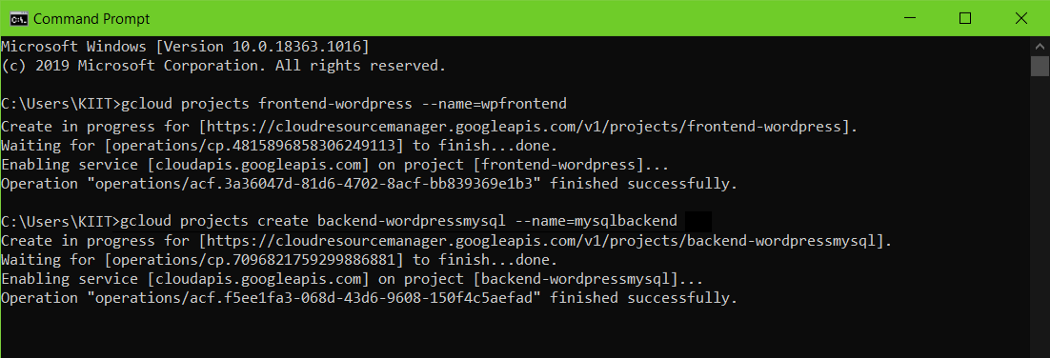 Command Prompt
Microsoft Windows [Version 10.0.18363.1016]
(c) 2019 Microsoft Corporation. All rights reserved.
C:\Users\KIIT>gcloud projects frontend-wordpress --name=wpfrontend
Create in progress for [https://cloudresourcemanager.googleapis.com/v1/projects/frontend-wordpress].
Waiting for [operations/cp.4815896858306249113] to finish...done.
Enabling service [cloudapis.googleapis.com] on project [frontend-wordpress]...
Operation "operations/acf.3a36047d-81d6-4702-8acf-bb839369e1b3" finished successfully.
C:\Users\KIIT>gcloud projects create backend-wordpressmysql --name=mysqlbackend
Create in progress for [https://cloudresourcemanager.googleapis.com/v1/projects/backend-wordpressmysql].
Waiting for [operations/cp.7096821759299886881] to finish...done.
Enabling service [cloudapis.googleapis.com] on project [backend-wordpressmysql]...
Operation "operations/acf.f5ee1fa3-068d-43d6-9608-150f4c5aefad" finished successfully.